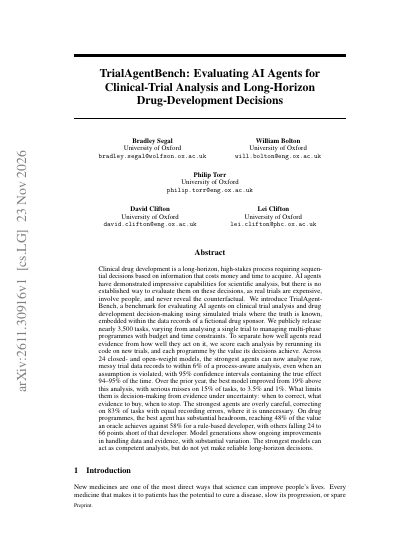 arXiv:2611.30916v1 [cs.LG] 23 Nov 2026
TrialAgentBench: Evaluating AI Agents for
Clinical-Trial Analysis and Long-Horizon
Drug-Development Decisions
Bradley Segal
University of Oxford
bradley.segal@wolfson.ox.ac.uk
William Bolton
University of Oxford
will.bolton@eng.ox.ac.uk
Philip Torr
University of Oxford
philip.torr@eng.ox.ac.uk
David Clifton
University of Oxford
david.clifton@eng.ox.ac.uk
Lei Clifton
University of Oxford
lei.clifton@phc.ox.ac.uk
Abstract
Clinical drug development is a long-horizon, high-stakes process requiring sequen-
tial decisions based on information that costs money and time to acquire. AI agents
have demonstrated impressive capabilities for scientific analysis, but there is no
established way to evaluate them on these decisions, as real trials are expensive,
involve people, and never reveal the counterfactual. We introduce TrialAgent-
Bench, a benchmark for evaluating AI agents on clinical trial analysis and drug
development decision-making using simulated trials where the truth is known,
embedded within the data records of a fictional drug sponsor. We publicly release
nearly 3,500 tasks, varying from analysing a single trial to managing multi-phase
programmes with budget and time constraints. To separate how well agents read
evidence from how well they act on it, we score each analysis by rerunning its
code on new trials, and each programme by the value its decisions achieve. Across
24 closed- and open-weight models, the strongest agents can now analyse raw,
messy trial data records to within 6% of a process-aware analysis, even when an
assumption is violated, with 95% confidence intervals containing the true effect
94–95% of the time. Over the prior year, the best model improved from 19% above
this analysis, with serious misses on 15% of tasks, to 3.5% and 1%. What limits
them is decision-making from evidence under uncertainty: when to correct, what
evidence to buy, when to stop. The strongest agents are overly careful, correcting
on 83% of tasks with equal recording errors, where it is unnecessary. On drug
programmes, the best agent has substantial headroom, reaching 48% of the value
an oracle achieves against 58% for a rule-based developer, with others falling 24 to
66 points short of that developer. Model generations show ongoing improvements
in handling data and evidence, with substantial variation. The strongest models
can act as competent analysts, but do not yet make reliable long-horizon decisions.
1 Introduction
New medicines are one of the most direct ways that science can improve people's lives. Every
medicine that makes it to patients has the potential to cure a disease, slow its progression, or spare
Preprint.